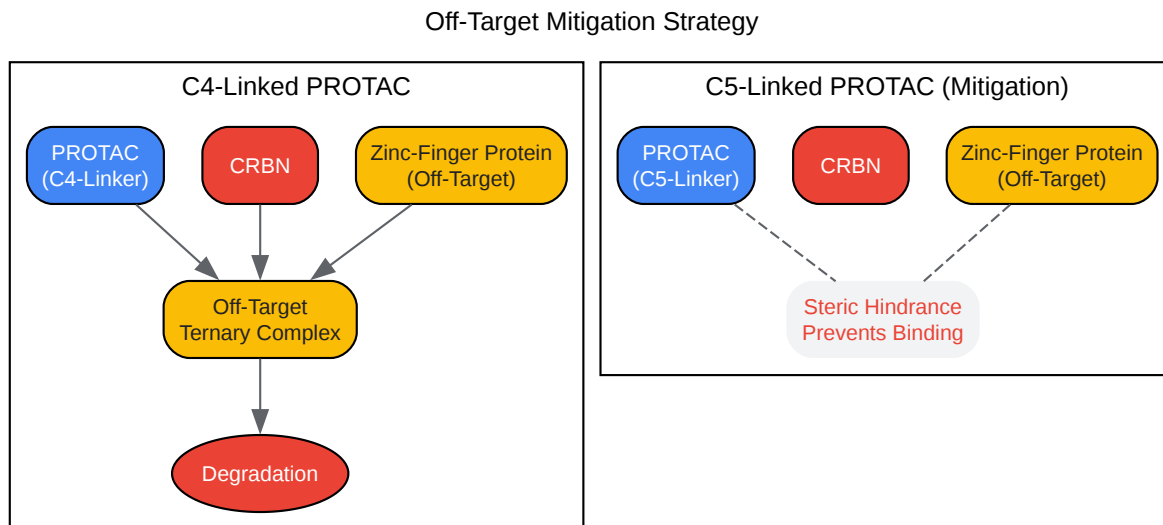 Off-Target Mitigation Strategy
C4-Linked PROTAC
PROTAC
(C4-Linker)
CRBN
Zinc-Finger Protein
(Off-Target)
Off-Target
Ternary Complex
Degradation
C5-Linked PROTAC (Mitigation)
PROTAC
(C5-Linker)
CRBN
Zinc-Finger Protein
(Off-Target)
Steric Hindrance
Prevents Binding